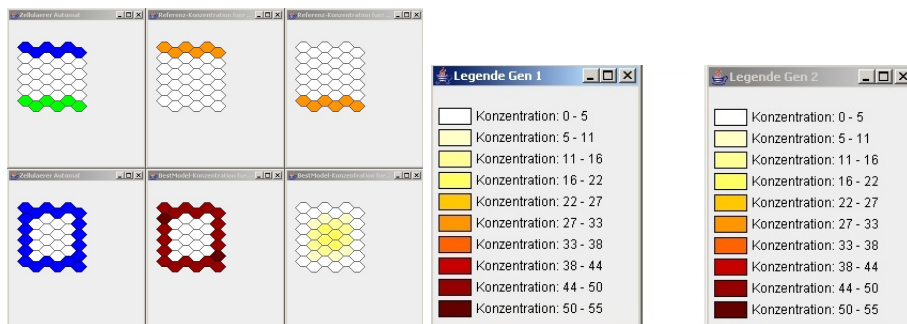 Zellulaerer Automat
Referenz-Konzentration fuer ...
Referenz-Konzentration fuer ...
Zellulaerer Automat
BestModel-Konzentration fue...
BestModel-Konzentration fue...
Legende Gen 1
Konzentration: 0 - 5
Konzentration: 5 - 11
Konzentration: 11 - 16
Konzentration: 16 - 22
Konzentration: 22 - 27
Konzentration: 27 - 33
Konzentration: 33 - 38
Konzentration: 38 - 44
Konzentration: 44 - 50
Konzentration: 50 - 55
Legende Gen 2
Konzentration: 0 - 5
Konzentration: 5 - 11
Konzentration: 11 - 16
Konzentration: 16 - 22
Konzentration: 22 - 27
Konzentration: 27 - 33
Konzentration: 33 - 38
Konzentration: 38 - 44
Konzentration: 44 - 50
Konzentration: 50 - 55